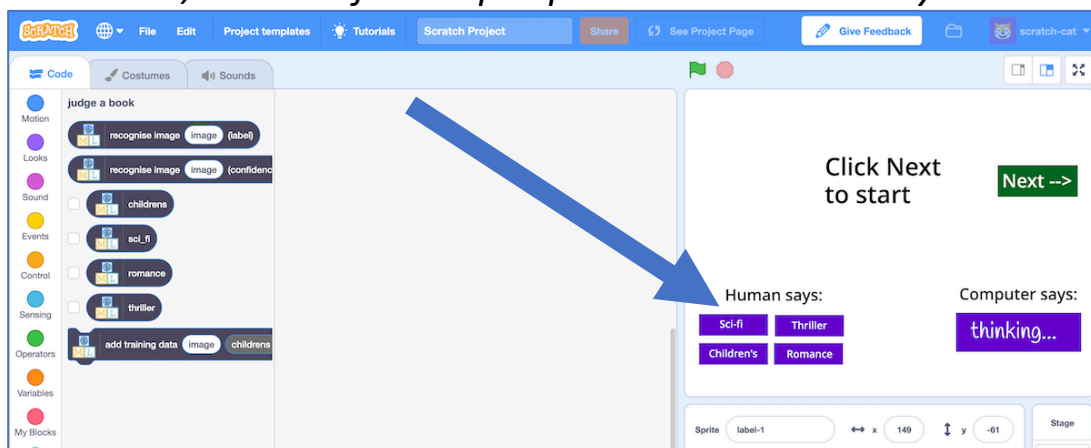 SCRATCH
File Edit Project templates Tutorials Scratch Project Share See Project Page Give Feedback scratch-cat
Code Costumes Sounds
Motion
Looks
Sound
Events
Control
Sensing
Operators
Variables
My Blocks
judge a book
recognise image image (label)
recognise image image (confidenc
childrens
sci_fi
romance
thriller
add training data image childrens
Click Next
to start
Next -->
Human says:
Sci-fi Thriller
Children's Romance
Computer says:
thinking...
Sprite label-1 x 149 y -61 Stage